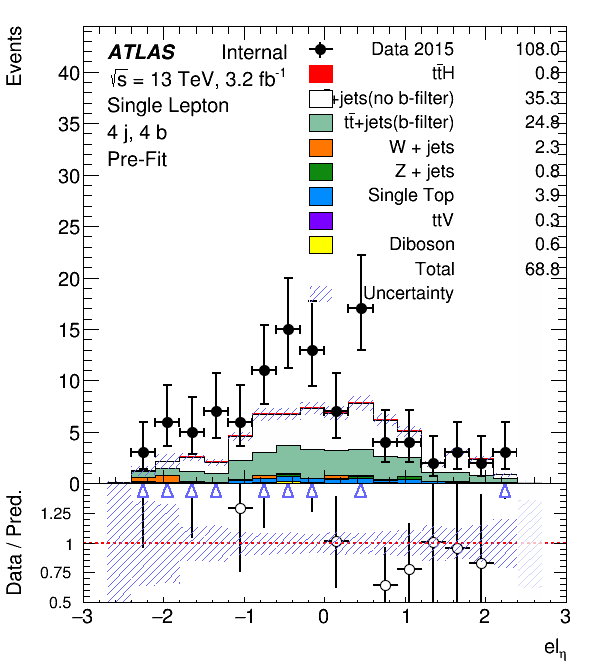 Events
ATLAS Internal
√s = 13 TeV, 3.2 fb-1
Single Lepton
4 j, 4 b
Pre-Fit
Data 2015 108.0
tt̄H 0.8
+jets(no b-filter) 35.3
tt̄+jets(b-filter) 24.8
W + jets 2.3
Z + jets 0.8
Single Top 3.9
ttV 0.3
Diboson 0.6
Total 68.8
Uncertainty
40
35
30
25
20
15
10
5
0
Data / Pred.
1.25
1
0.75
0.5
−3 −2 −1 0 1 2 3
elη